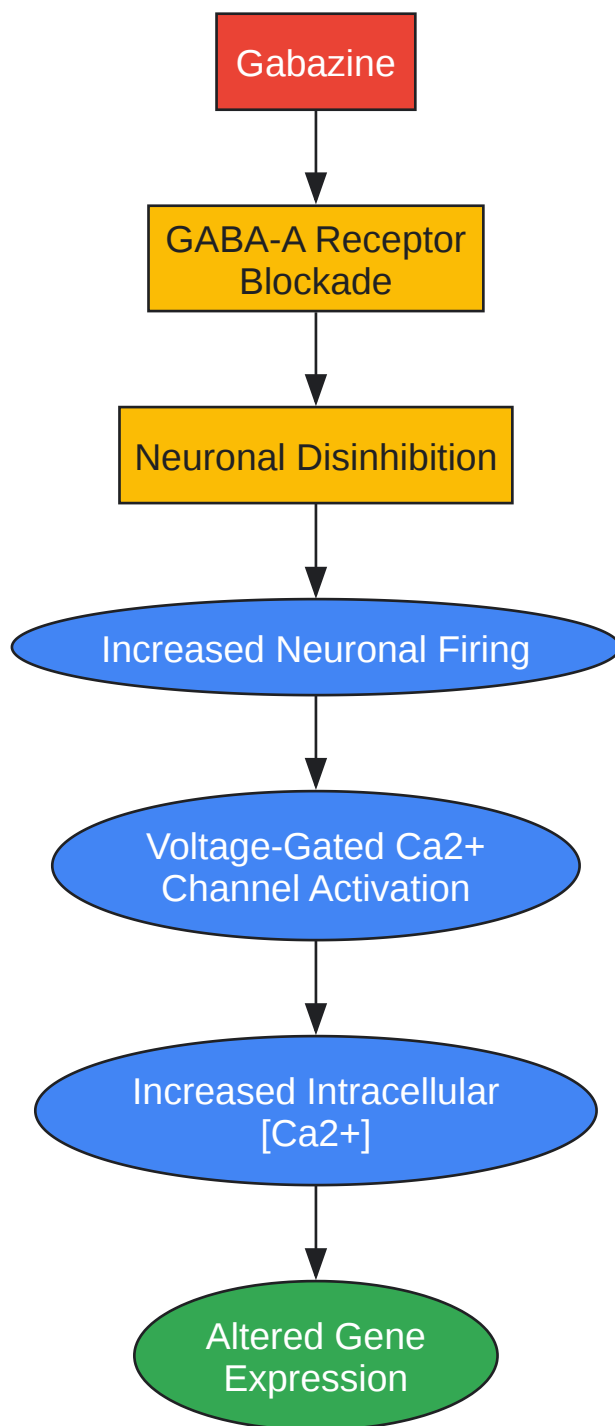 Gabazine
GABA-A Receptor
Blockade
Neuronal Disinhibition
Increased Neuronal Firing
Voltage-Gated Ca2+
Channel Activation
Increased Intracellular
[Ca2+]
Altered Gene
Expression